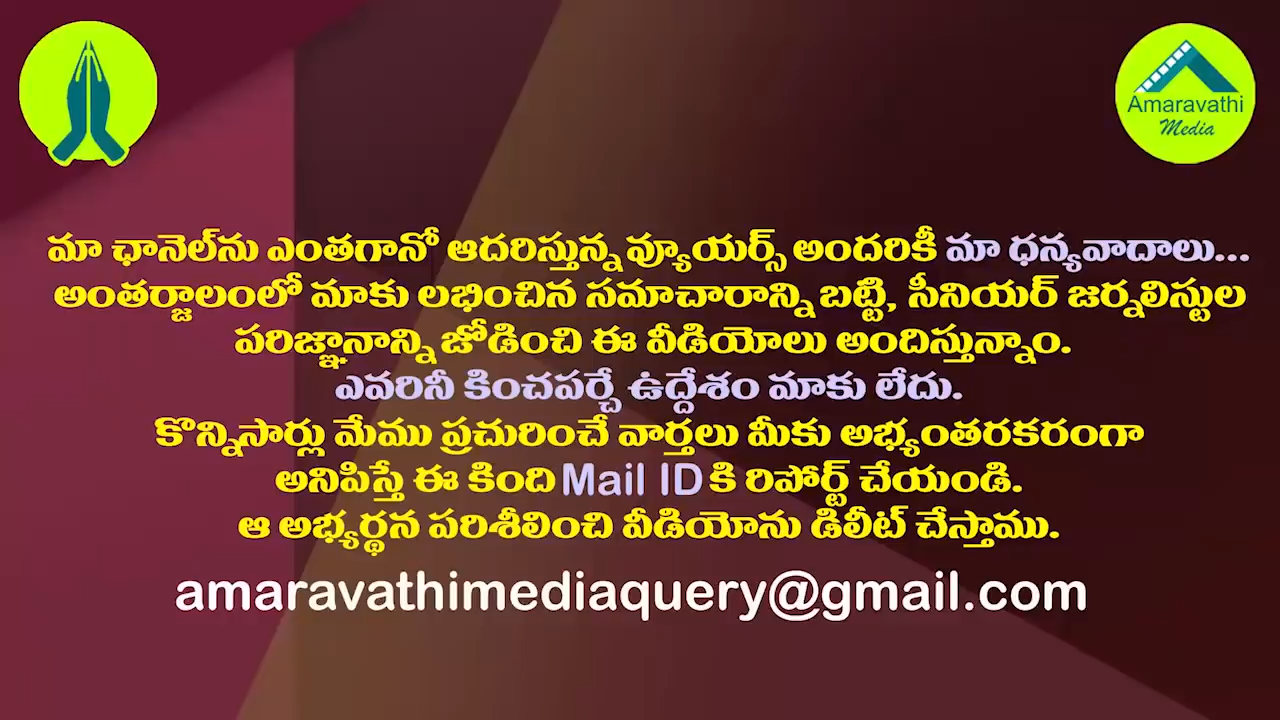 Amaravathi
Media
మా ఛానెల్‌ను ఎంతగానో ఆదరిస్తున్న వ్యూయర్స్ అందరికీ మా ధన్యవాదాలు...
అంతర్జాలంలో మాకు లభించిన సమాచారాన్ని బట్టి, సీనియర్ జర్నలిస్టుల
పరిజ్ఞానాన్ని జోడించి ఈ వీడియోలు అందిస్తున్నాం.
ఎవరినీ కించపర్చే ఉద్దేశం మాకు లేదు.
కొన్నిసార్లు మేము ప్రచురించే వార్తలు మీకు అభ్యంతరకరంగా
అనిపిస్తే ఈ కింది Mail ID కి రిపోర్ట్ చేయండి.
ఆ అభ్యర్థన పరిశీలించి వీడియోను డిలీట్ చేస్తాము.
amaravathimediaquery@gmail.com